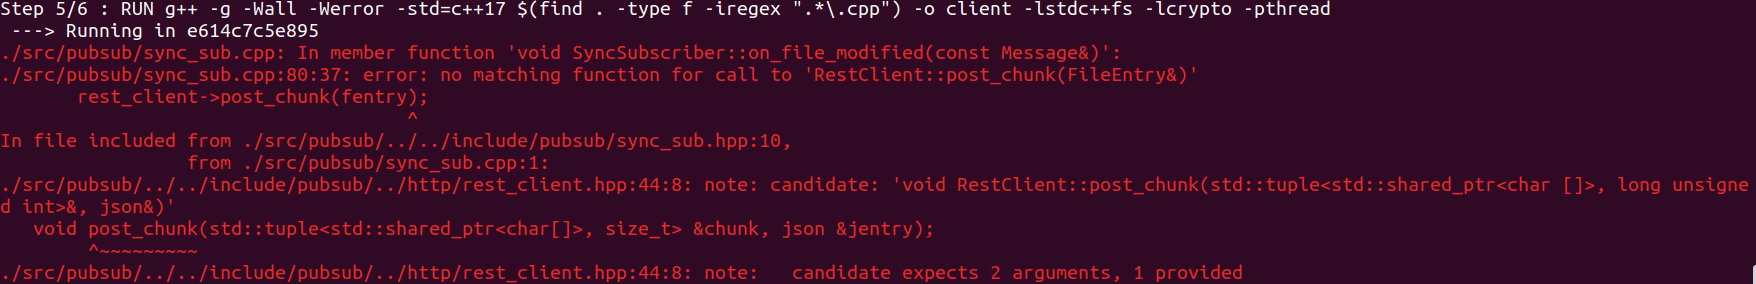 Step 5/6 : RUN g++ -g -Wall -Werror -std=c++17 $(find . -type f -iregex ".*\.cpp") -o client -lstdc++fs -lcrypto -pthread
 ---> Running in e614c7c5e895
./src/pubsub/sync_sub.cpp: In member function 'void SyncSubscriber::on_file_modified(const Message&)':
./src/pubsub/sync_sub.cpp:80:37: error: no matching function for call to 'RestClient::post_chunk(FileEntry&)'
       rest_client->post_chunk(fentry);
                                     ^
In file included from ./src/pubsub/../../include/pubsub/sync_sub.hpp:10,
                 from ./src/pubsub/sync_sub.cpp:1:
./src/pubsub/../../include/pubsub/../http/rest_client.hpp:44:8: note: candidate: 'void RestClient::post_chunk(std::tuple<std::shared_ptr<char []>, long unsigne
d int>&, json&)'
   void post_chunk(std::tuple<std::shared_ptr<char[]>, size_t> &chunk, json &jentry);
        ^~~~~~~~~~
./src/pubsub/../../include/pubsub/../http/rest_client.hpp:44:8: note:   candidate expects 2 arguments, 1 provided